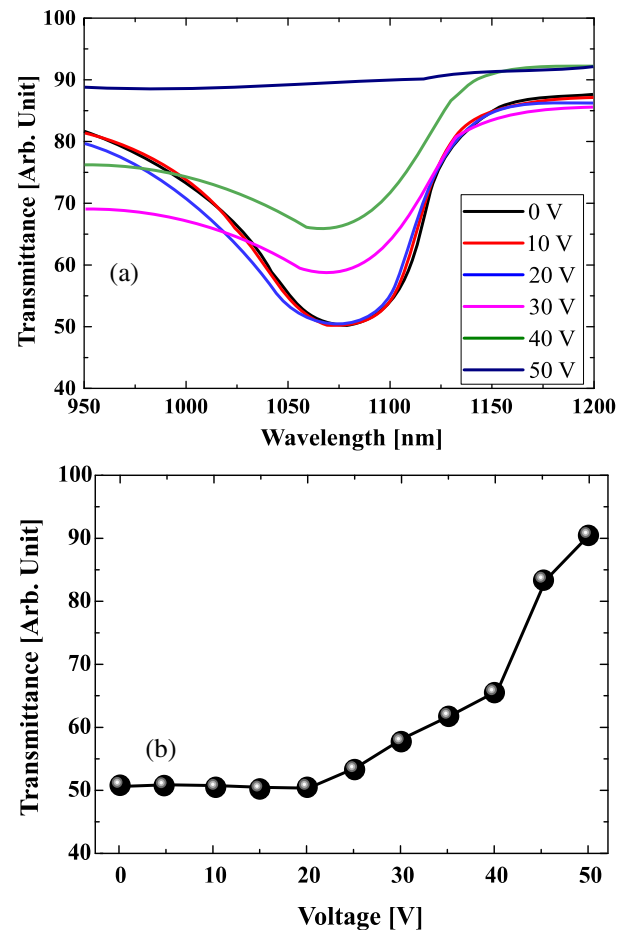 100
90
80
70
60
50
40
Transmittance [Arb. Unit]
(a)
0 V
10 V
20 V
30 V
40 V
50 V
950 1000 1050 1100 1150 1200
Wavelength [nm]
100
90
80
70
60
50
40
Transmittance [Arb. Unit]
(b)
0 10 20 30 40 50
Voltage [V]